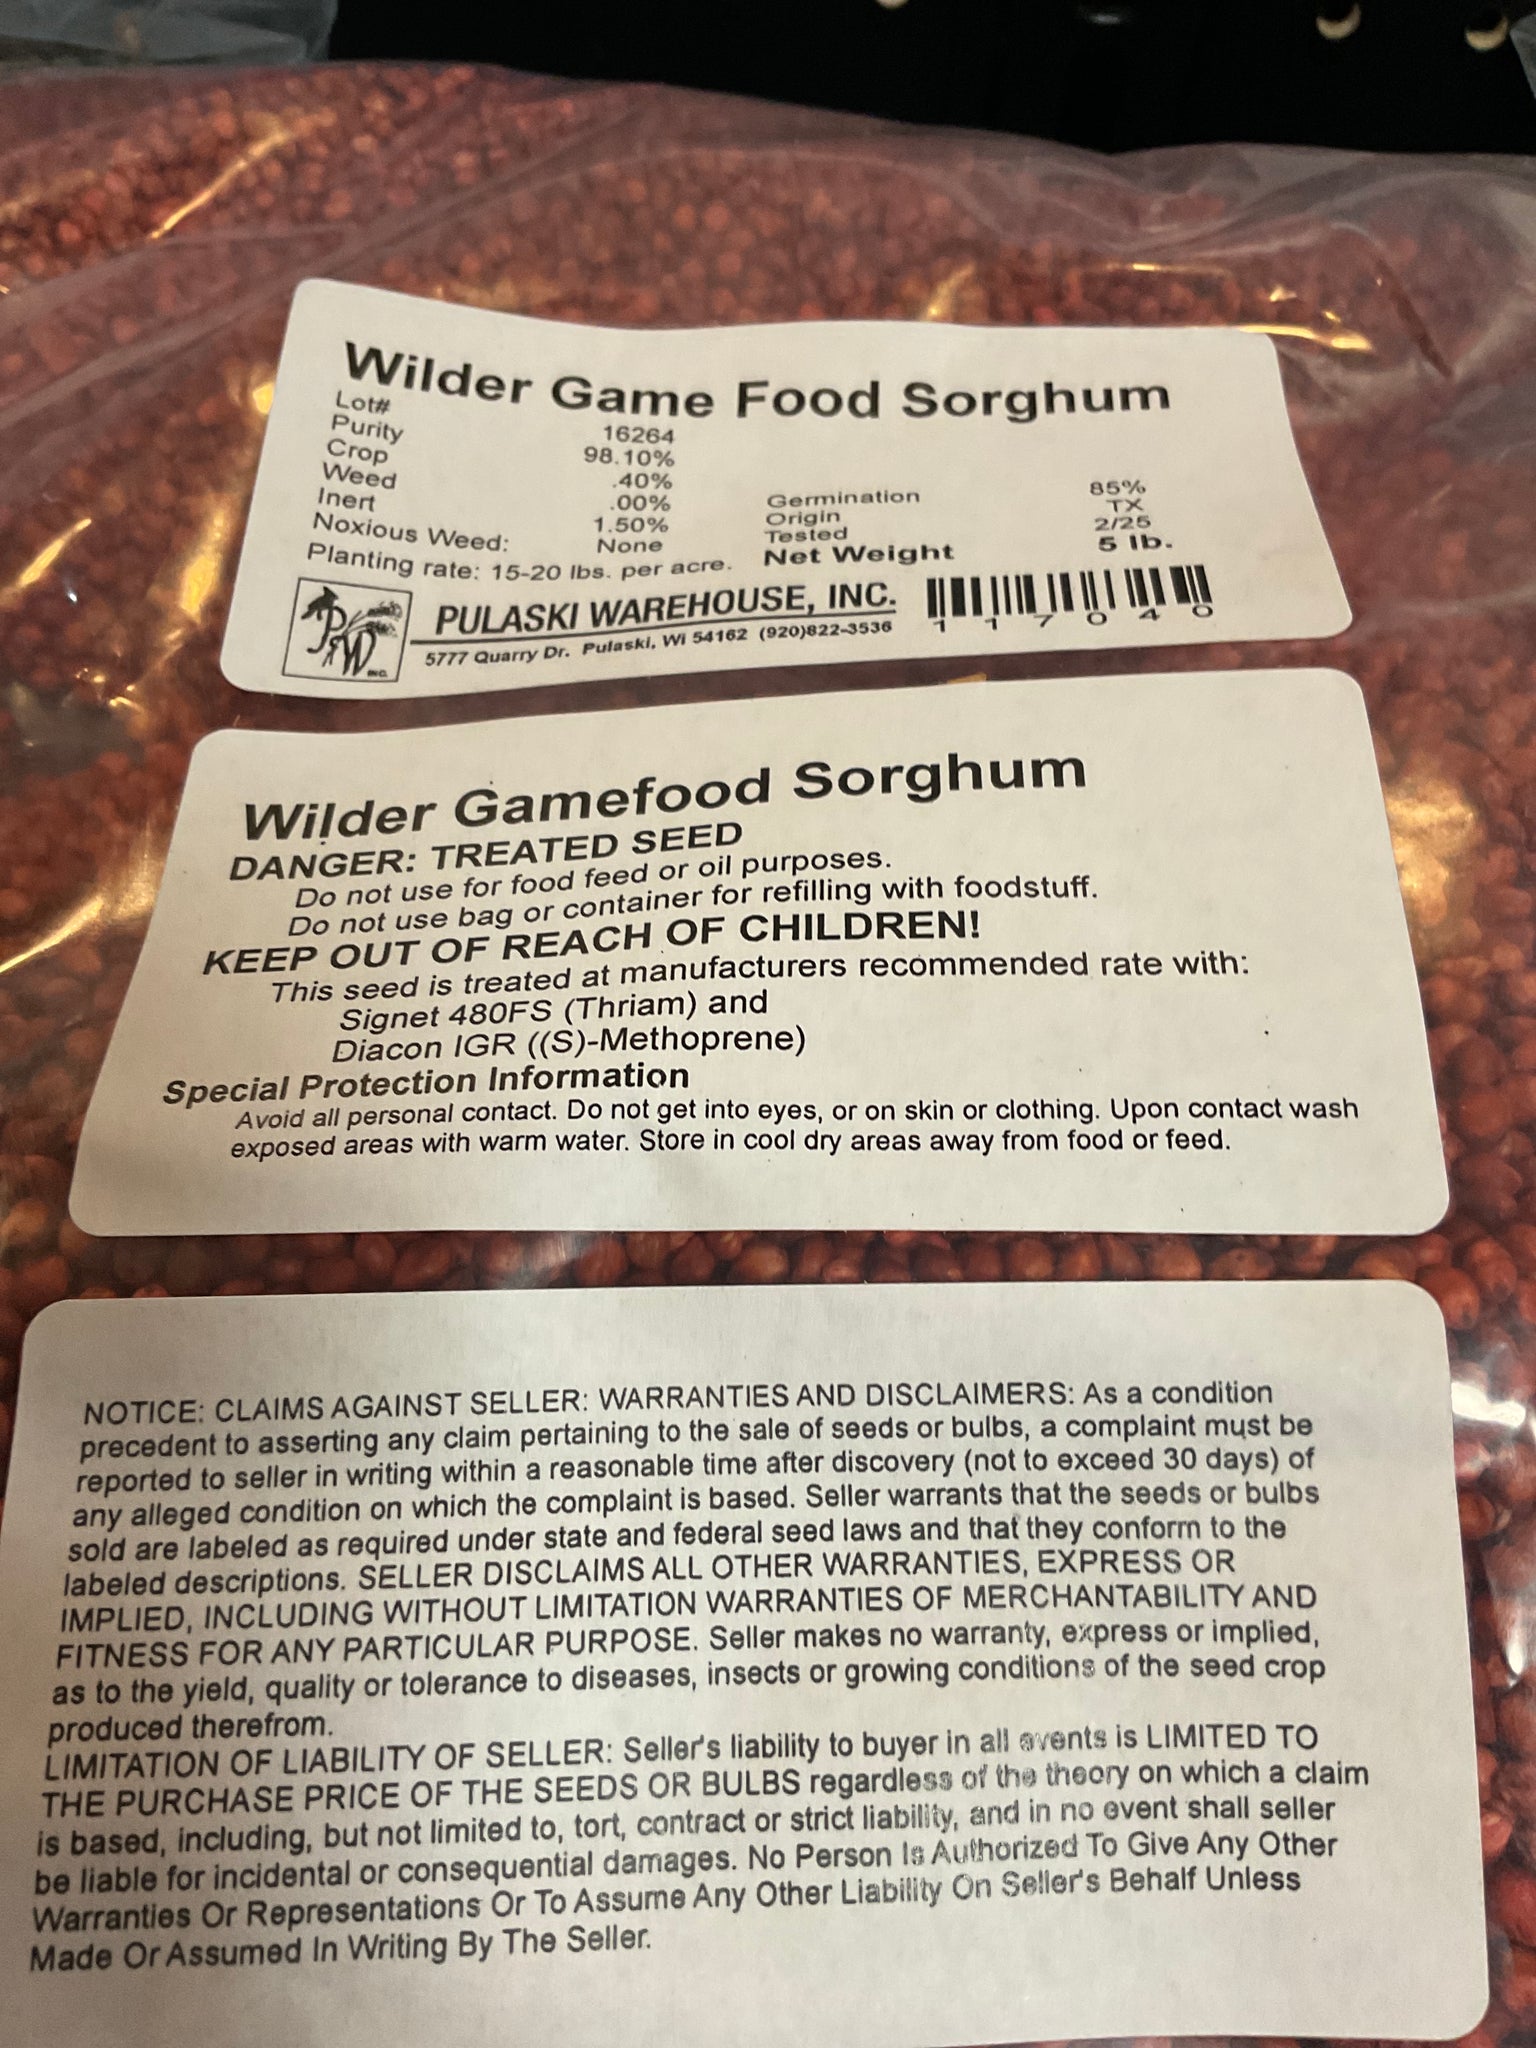 Wilder Game Food Sorghum
Lot# 16264
Purity 98.10%
Crop .40%
Weed .00%
Inert 1.50%
Noxious Weed: None
Planting rate: 15-20 lbs. per acre.
Germination 85%
Origin TX
Tested 2/25
Net Weight 5 lb.
PW INC.
PULASKI WAREHOUSE, INC.
5777 Quarry Dr. Pulaski, Wi 54162 (920)822-3536
117040
Wilder Gamefood Sorghum
DANGER: TREATED SEED
Do not use for food feed or oil purposes.
Do not use bag or container for refilling with foodstuff.
KEEP OUT OF REACH OF CHILDREN!
This seed is treated at manufacturers recommended rate with:
Signet 480FS (Thriam) and
Diacon IGR ((S)-Methoprene)
Special Protection Information
Avoid all personal contact. Do not get into eyes, or on skin or clothing. Upon contact wash
exposed areas with warm water. Store in cool dry areas away from food or feed.
NOTICE: CLAIMS AGAINST SELLER: WARRANTIES AND DISCLAIMERS: As a condition
precedent to asserting any claim pertaining to the sale of seeds or bulbs, a complaint must be
reported to seller in writing within a reasonable time after discovery (not to exceed 30 days) of
any alleged condition on which the complaint is based. Seller warrants that the seeds or bulbs
sold are labeled as required under state and federal seed laws and that they conform to the
labeled descriptions. SELLER DISCLAIMS ALL OTHER WARRANTIES, EXPRESS OR
IMPLIED, INCLUDING WITHOUT LIMITATION WARRANTIES OF MERCHANTABILITY AND
FITNESS FOR ANY PARTICULAR PURPOSE. Seller makes no warranty, express or implied,
as to the yield, quality or tolerance to diseases, insects or growing conditions of the seed crop
produced therefrom.
LIMITATION OF LIABILITY OF SELLER: Seller's liability to buyer in all events is LIMITED TO
THE PURCHASE PRICE OF THE SEEDS OR BULBS regardless of the theory on which a claim
is based, including, but not limited to, tort, contract or strict liability, and in no event shall seller
be liable for incidental or consequential damages. No Person Is Authorized To Give Any Other
Warranties Or Representations Or To Assume Any Other Liability On Seller's Behalf Unless
Made Or Assumed In Writing By The Seller.